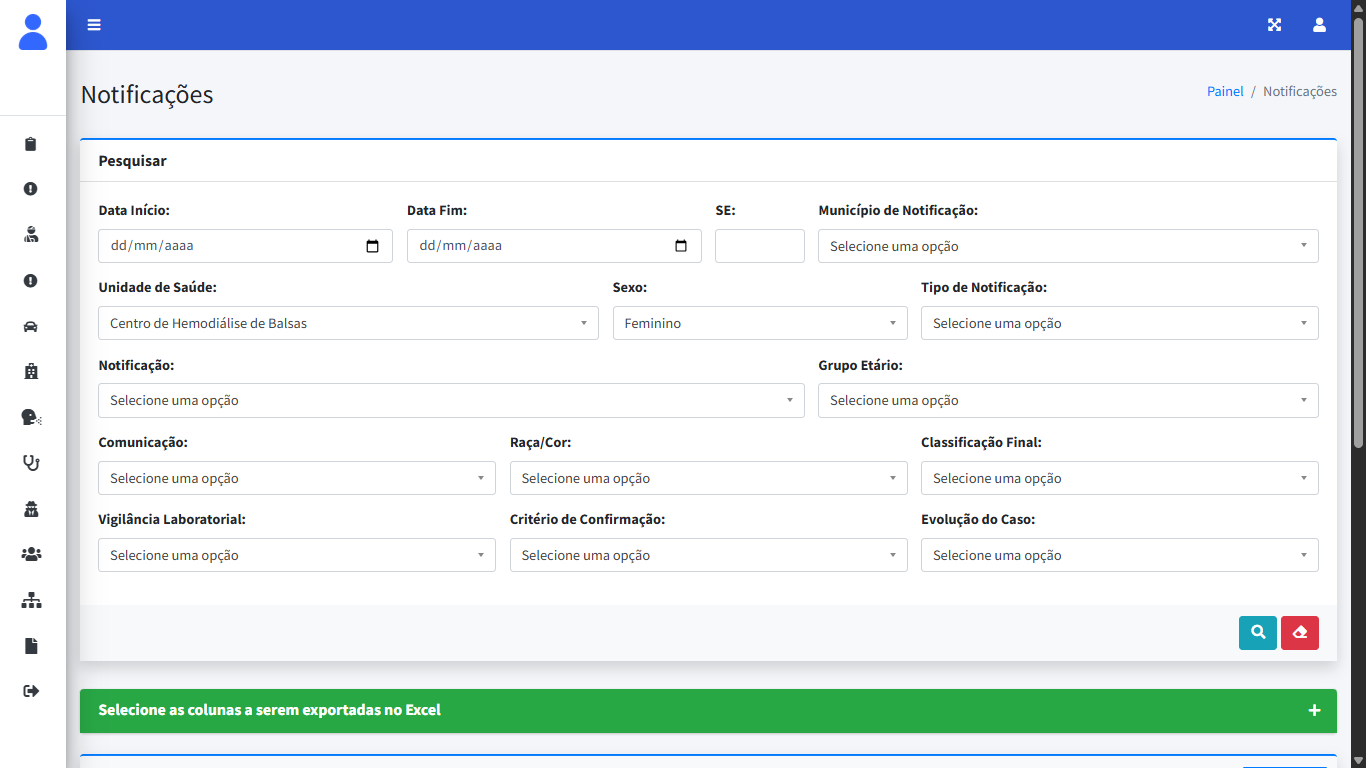 Notificações
Painel / Notificações
Pesquisar
Data Início: Data Fim: SE: Município de Notificação:
dd/mm/aaaa dd/mm/aaaa Selecione uma opção
Unidade de Saúde: Sexo: Tipo de Notificação:
Centro de Hemodiálise de Balsas Feminino Selecione uma opção
Notificação: Grupo Etário:
Selecione uma opção Selecione uma opção
Comunicação: Raça/Cor: Classificação Final:
Selecione uma opção Selecione uma opção Selecione uma opção
Vigilância Laboratorial: Critério de Confirmação: Evolução do Caso:
Selecione uma opção Selecione uma opção Selecione uma opção
Selecione as colunas a serem exportadas no Excel